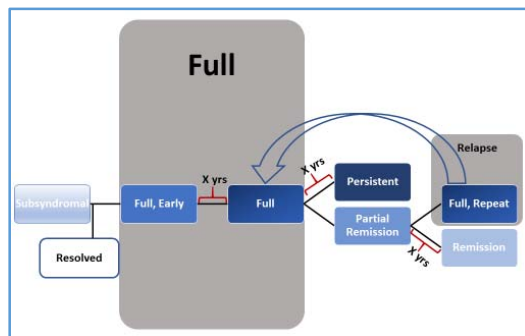 Full
X yrs
Relapse
X yrs
Persistent
Subsyndromal
Full, Early
Full
Full, Repeat
Partial
Remission
Resolved
X yrs
Remission